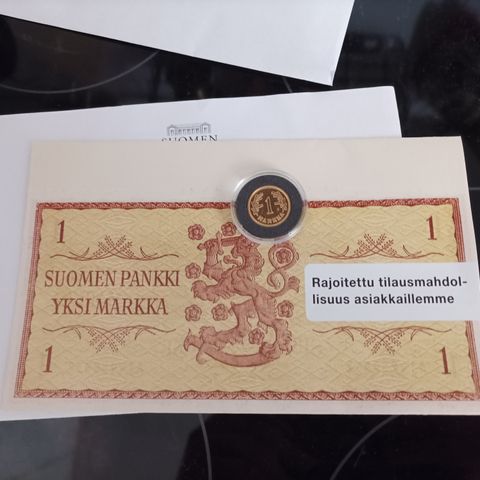 SUOMEN
1
MARKKA
1
1
SUOMEN PANKKI
YKSI MARKKA
Rajoitettu tilausmahdol-
lisuus asiakkaillemme
1
1